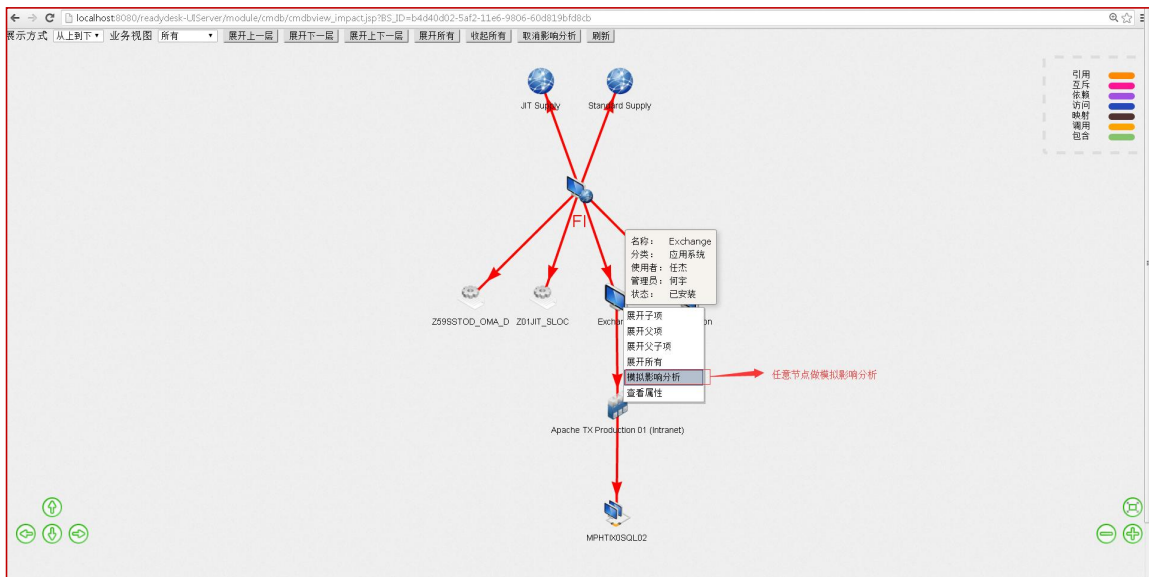 localhost:8080/readydesk-UIServer/module/cmdb/cmdbview_impact.jsp?BS_ID=b4d40d02-5af2-11e6-9806-60d819bfd8cb
展示方式 从上到下 业务视图 所有 展开上一层 展开下一层 展开上下一层 展开所有 收起所有 取消影响分析 刷新
引用
互斥
依赖
访问
映射
调用
包含
JIT Supply Standard Supply
FI
名称： Exchange
分类： 应用系统
使用者： 任杰
管理员： 何宇
状态： 已安装
Z59SSTOD_OMA_D Z01JIT_SLOC
展开子项
展开父项
展开父子项
展开所有
模拟影响分析
查看属性
任意节点做模拟影响分析
Apache TX Production 01 (Intranet)
MPHTIX0SQL02